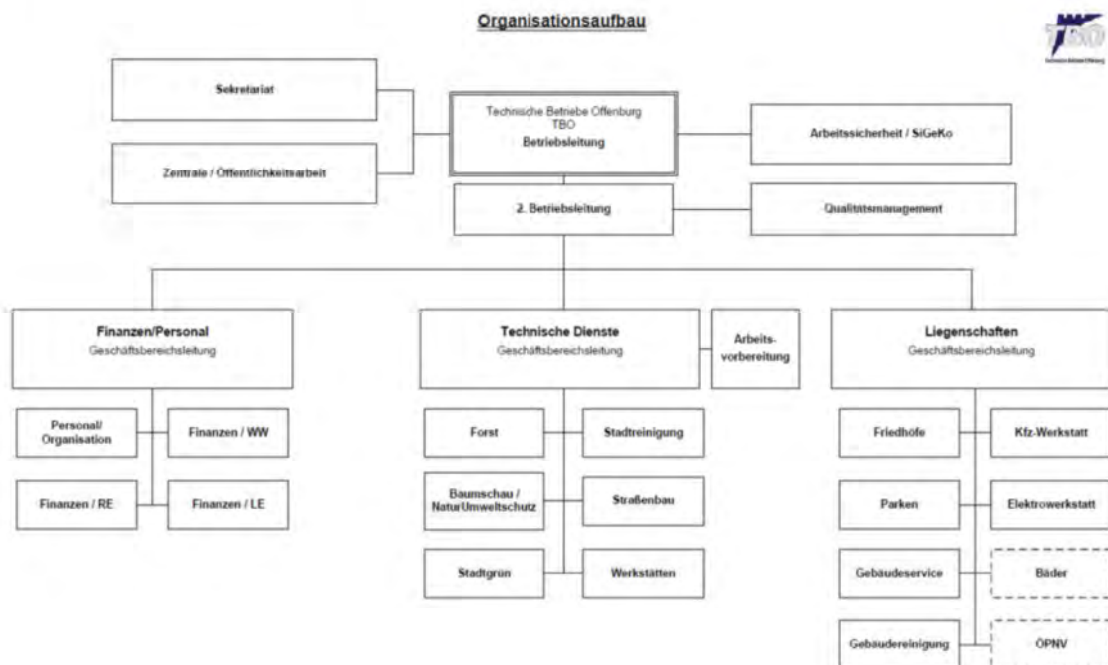 Organisationsaufbau
TBO
Sekretariat
Technische Betriebe Offenburg
TBO
Betriebsleitung
Arbeitssicherheit / SiGeKo
Zentrale / Öffentlichkeitsarbeit
2. Betriebsleitung
Qualitätsmanagement
Finanzen/Personal
Geschäftsbereichsleitung
Technische Dienste
Geschäftsbereichsleitung
Arbeits-
vorbereitung
Liegenschaften
Geschäftsbereichsleitung
Personal/
Organisation
Finanzen / WW
Finanzen / RE
Finanzen / LE
Forst
Stadtreinigung
Baumschau /
NaturUmweltschutz
Straßenbau
Stadtgrün
Werkstätten
Friedhöfe
Kfz-Werkstatt
Parken
Elektrowerkstatt
Gebäudeservice
Bäder
Gebäudereinigung
ÖPNV